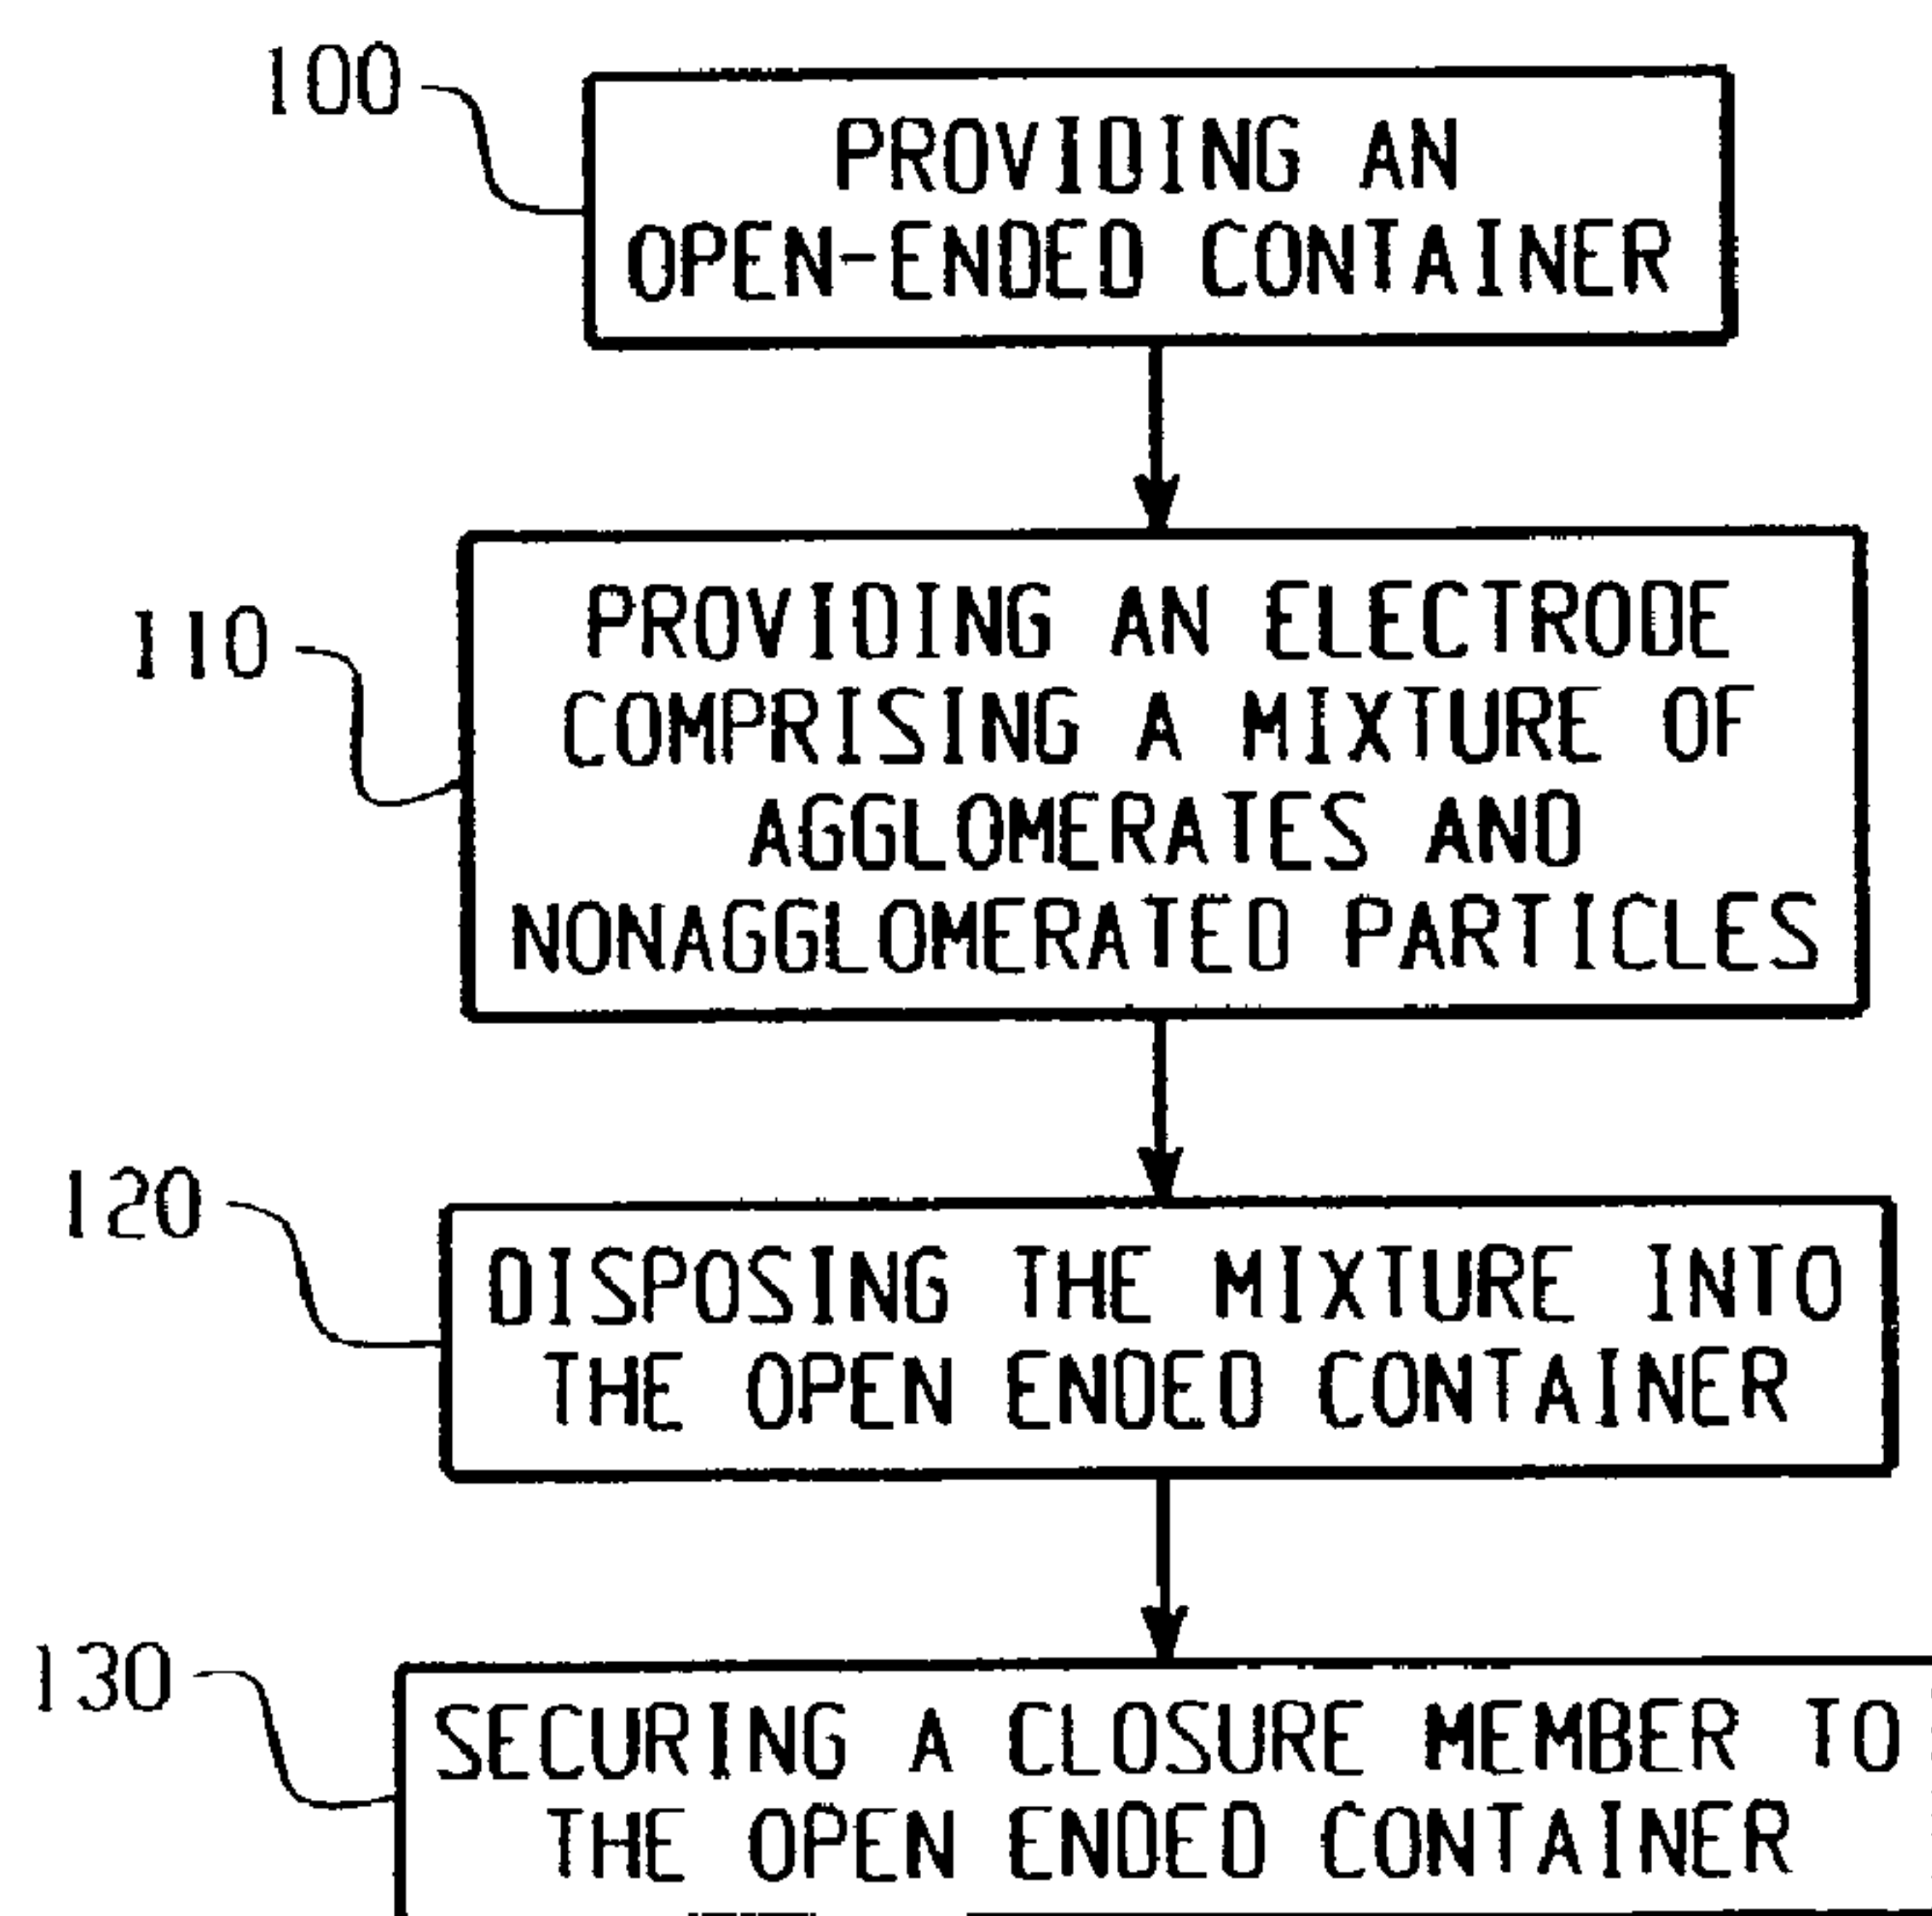 100
PROVIDING AN
OPEN-ENDED CONTAINER
110
PROVIDING AN ELECTRODE
COMPRISING A MIXTURE OF
AGGLOMERATES AND
NONAGGLOMERATED PARTICLES
120
DISPOSING THE MIXTURE INTO
THE OPEN ENDED CONTAINER
130
SECURING A CLOSURE MEMBER TO
THE OPEN ENDED CONTAINER